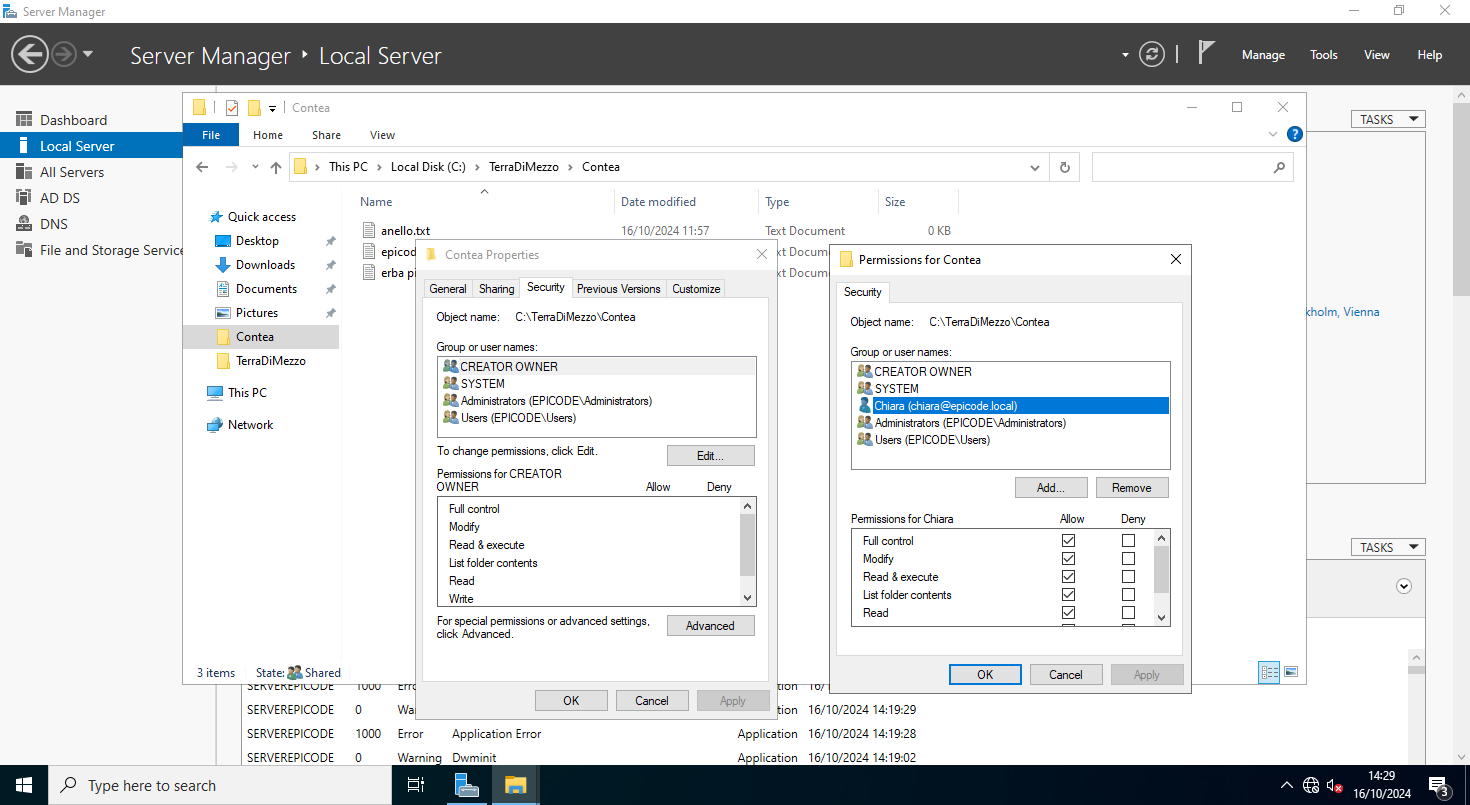 Server Manager
Server Manager ‣ Local Server
Manage Tools View Help
Dashboard
Local Server
All Servers
AD DS
DNS
File and Storage Service
TASKS
Contea
File Home Share View
This PC › Local Disk (C:) › TerraDiMezzo › Contea
Quick access
Desktop
Downloads
Documents
Pictures
Contea
TerraDiMezzo
This PC
Network
Name Date modified Type Size
anello.txt 16/10/2024 11:57 Text Document 0 KB
epicod
xt Docum
erba pi
xt Docum
3 items State: Shared
Contea Properties
General Sharing Security Previous Versions Customize
Object name: C:\TerraDiMezzo\Contea
Group or user names:
CREATOR OWNER
SYSTEM
Administrators (EPICODE\Administrators)
Users (EPICODE\Users)
To change permissions, click Edit.
Edit...
Permissions for CREATOR
OWNER Allow Deny
Full control
Modify
Read & execute
List folder contents
Read
Write
For special permissions or advanced settings,
click Advanced.
Advanced
OK Cancel Apply
Permissions for Contea
Security
Object name: C:\TerraDiMezzo\Contea
Group or user names:
CREATOR OWNER
SYSTEM
Chiara (chiara@epicode.local)
Administrators (EPICODE\Administrators)
Users (EPICODE\Users)
Add... Remove
Permissions for Chiara Allow Deny
Full control
Modify
Read & execute
List folder contents
Read
OK Cancel Apply
kholm, Vienna
TASKS
SERVEREPICODE 1000 Erro
tion 16/1
SERVEREPICODE 0 Wa
tion 16/10/2024 14:19:29
SERVEREPICODE 1000 Error Application Error Application 16/10/2024 14:19:28
SERVEREPICODE 0 Warning Dwminit Application 16/10/2024 14:19:02
Type here to search
14:29
16/10/2024
3